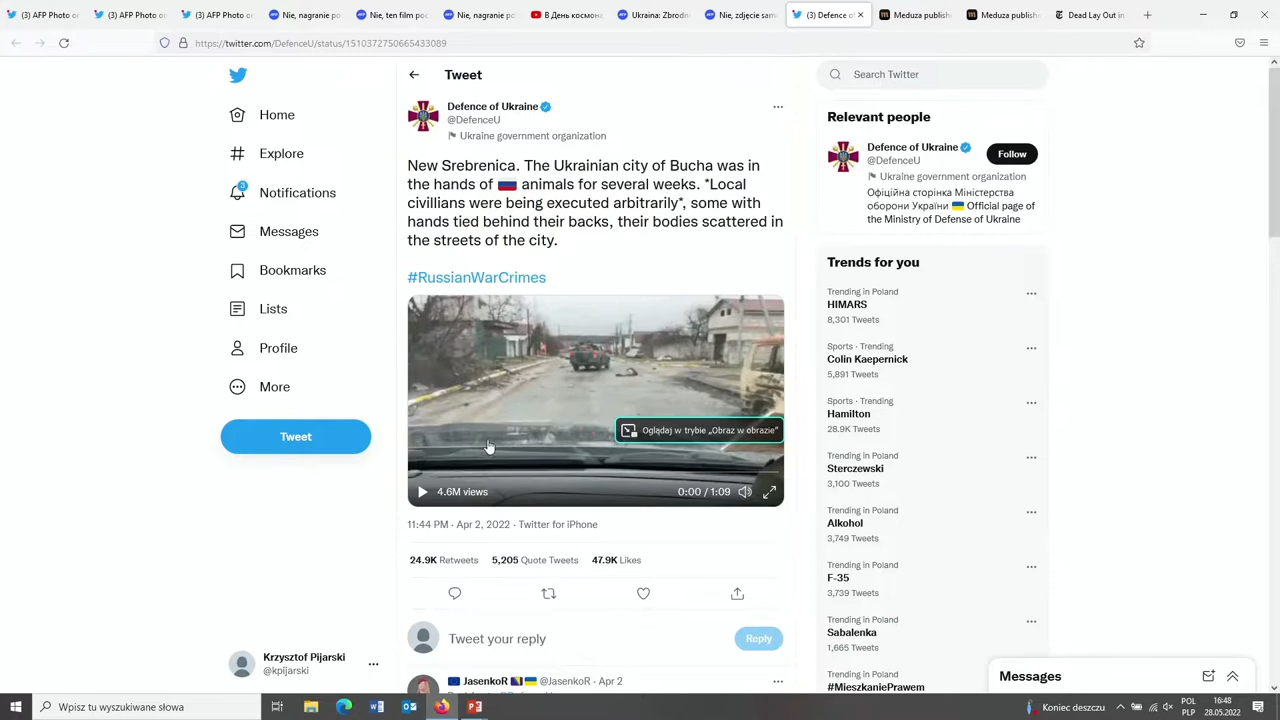 (3) AFP Photo or
(3) AFP Photo or
(3) AFP Photo or
Nie, nagranie po
Nie, ten film poc
Nie, nagranie po
В День космона
Ukraina: Zbrodn
Nie, zdjęcie sam
(3) Defence of
Meduza publish
Meduza publish
Dead Lay Out in
https://twitter.com/DefenceU/status/1510372750665433089
Home
Explore
3
Notifications
Messages
Bookmarks
Lists
Profile
More
Tweet
Krzysztof Pijarski
@kpijarski
Tweet
Defence of Ukraine
@DefenceU
Ukraine government organization
New Srebrenica. The Ukrainian city of Bucha was in
the hands of 🇷🇺 animals for several weeks. *Local
civillians were being executed arbitrarily*, some with
hands tied behind their backs, their bodies scattered in
the streets of the city.
#RussianWarCrimes
Oglądaj w trybie „Obraz w obrazie”
4.6M views
0:00 / 1:09
11:44 PM · Apr 2, 2022 · Twitter for iPhone
24.9K Retweets 5,205 Quote Tweets 47.9K Likes
Tweet your reply
Reply
🇪🇺 JasenkoR 🇧🇦🇺🇦 @JasenkoR · Apr 2
Search Twitter
Relevant people
Defence of Ukraine
@DefenceU
Follow
Ukraine government organization
Офіційна сторінка Міністерства
оборони України 🇺🇦 Official page of
the Ministry of Defense of Ukraine
Trends for you
Trending in Poland
HIMARS
8,301 Tweets
Sports · Trending
Colin Kaepernick
5,891 Tweets
Sports · Trending
Hamilton
28.9K Tweets
Trending in Poland
Sterczewski
3,100 Tweets
Trending in Poland
Alkohol
3,749 Tweets
Trending in Poland
F-35
3,739 Tweets
Trending in Poland
Sabalenka
1,665 Tweets
Trending in Poland
#MieszkaniePrawem
Messages
Wpisz tu wyszukiwane słowa
Koniec deszczu
POL
PLP
16:48
28.05.2022